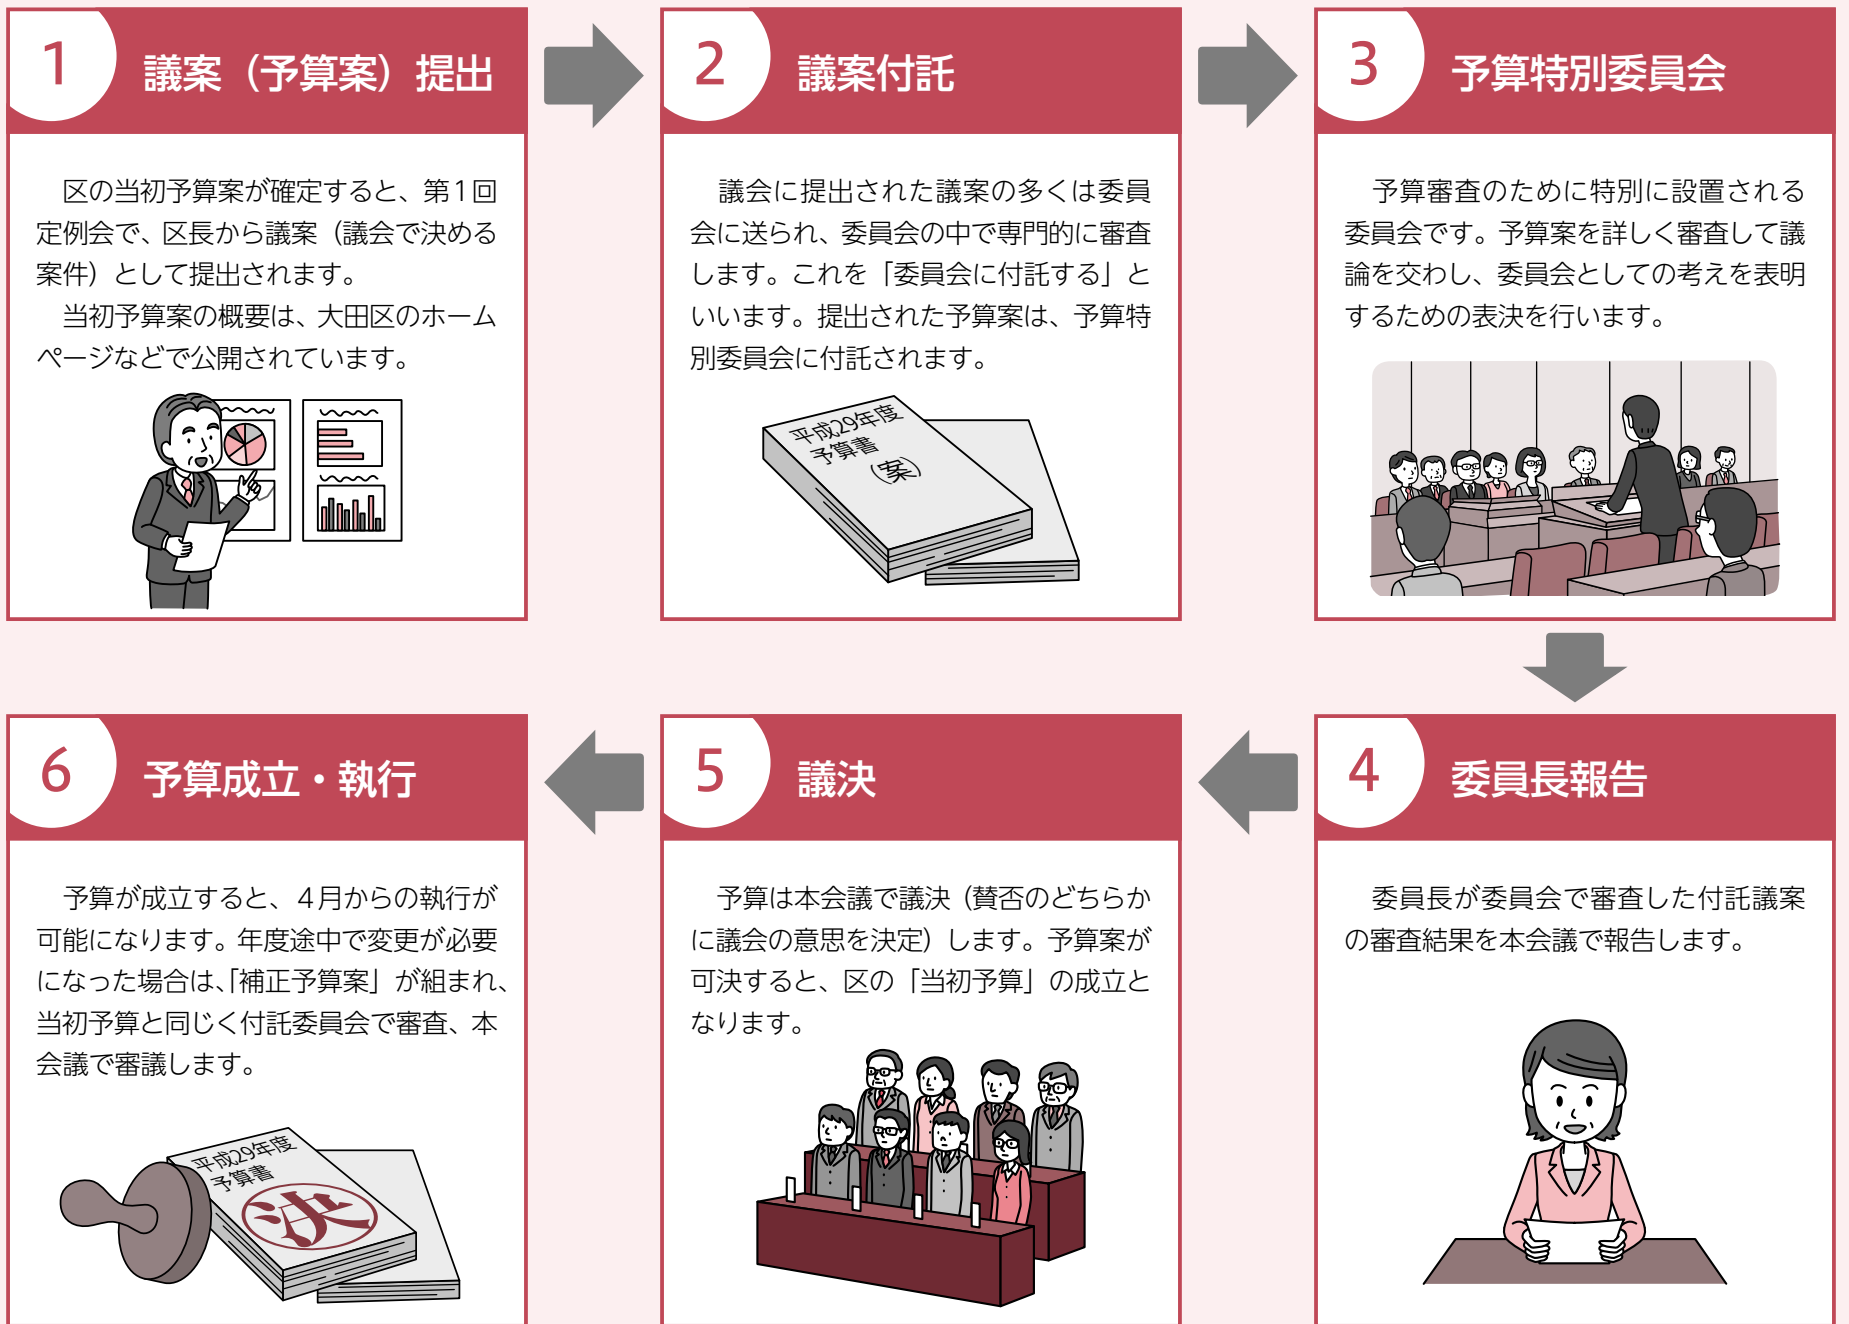 1
議案（予算案）提出
　区の当初予算案が確定すると、第1回
定例会で、区長から議案（議会で決める
案件）として提出されます。
　当初予算案の概要は、大田区のホーム
ページなどで公開されています。
2
議案付託
　議会に提出された議案の多くは委員
会に送られ、委員会の中で専門的に審査
します。これを「委員会に付託する」と
いいます。提出された予算案は、予算特
別委員会に付託されます。
平成29年度
予算書
（案）
3
予算特別委員会
　予算審査のために特別に設置される
委員会です。予算案を詳しく審査して議
論を交わし、委員会としての考えを表明
するための表決を行います。
4
委員長報告
　委員長が委員会で審査した付託議案
の審査結果を本会議で報告します。
5
議決
　予算は本会議で議決（賛否のどちらか
に議会の意思を決定）します。予算案が
可決すると、区の「当初予算」の成立と
なります。
6
予算成立・執行
　予算が成立すると、4月からの執行が
可能になります。年度途中で変更が必要
になった場合は、「補正予算案」が組まれ、
当初予算と同じく付託委員会で審査、本
会議で審議します。
平成29年度
予算書
決